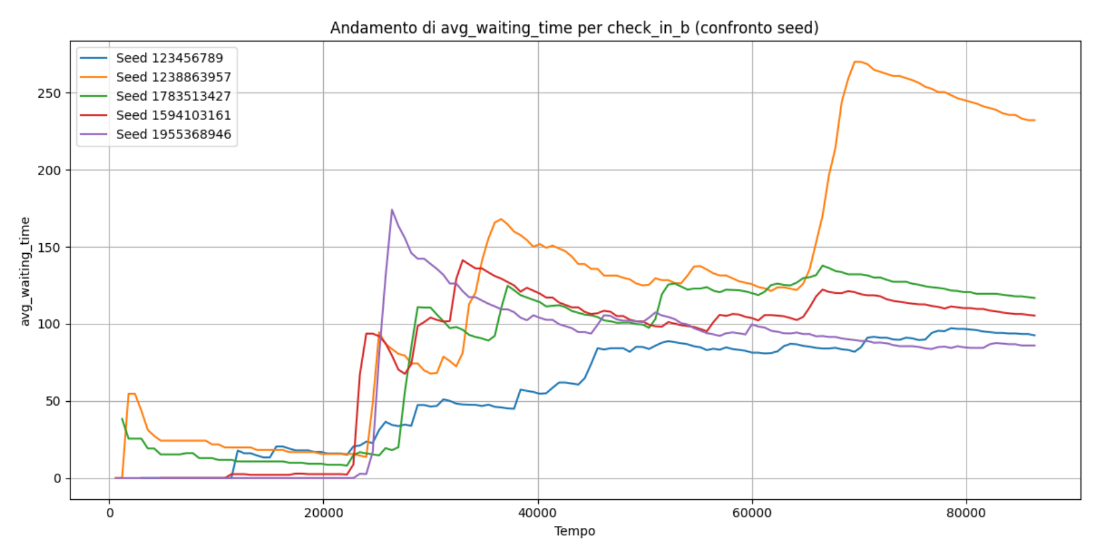 Andamento di avg_waiting_time per check_in_b (confronto seed)
Seed 123456789
Seed 1238863957
Seed 1783513427
Seed 1594103161
Seed 1955368946
avg_waiting_time
250
200
150
100
50
0
0 20000 40000 60000 80000
Tempo